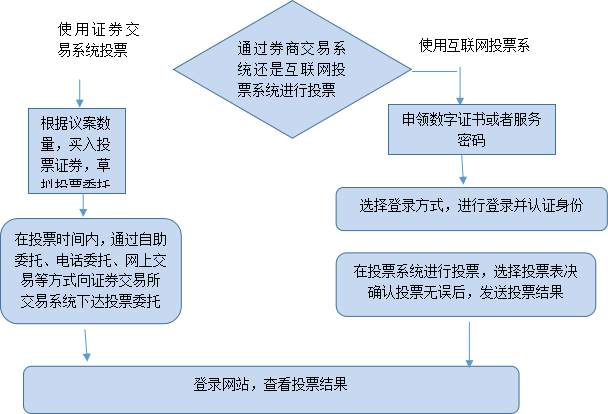 使用证券交
易系统投票
通过券商交易系
统还是互联网投
票系统进行投票
使用互联网投票系
根据议案数
量，买入投
票证券，草
拟投票委托
申领数字证书或者服务
密码
选择登录方式，进行登录并认证身份
在投票时间内，通过自助
委托、电话委托、网上交
易等方式向证券交易所
交易系统下达投票委托
在投票系统进行投票，选择投票表决
确认投票无误后，发送投票结果
登录网站，查看投票结果